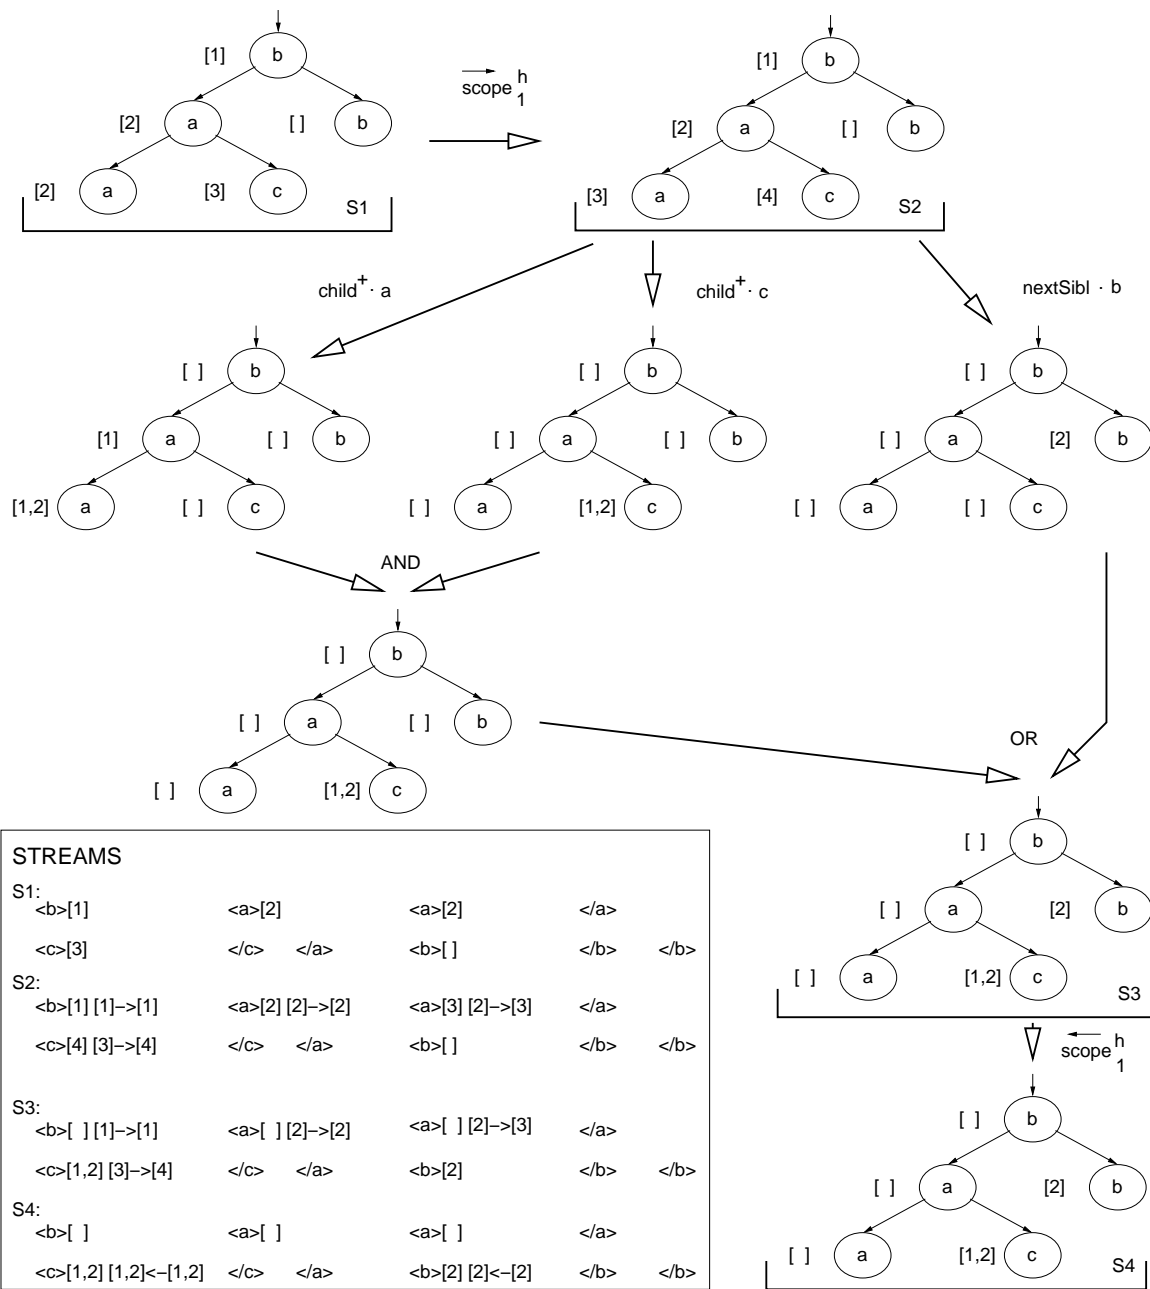 [1] b [1] b
scope h 1
[2] a [ ] b [2] a [ ] b
[2] a [3] c S1 [3] a [4] c S2
child+ · a child+ · c nextSibl · b
[ ] b [ ] b [ ] b
[1] a [ ] b [ ] a [ ] b [ ] a [2] b
[1,2] a [ ] c [ ] a [1,2] c [ ] a [ ] c
AND
[ ] b
[ ] a [ ] b
OR
[ ] a [1,2] c
[ ] b
[ ] a [2] b
[ ] a [1,2] c S3
scope h 1
[ ] b
[ ] a [2] b
[ ] a [1,2] c S4
STREAMS
S1:
<b>[1] <a>[2] <a>[2] </a>
<c>[3] </c> </a> <b>[ ] </b> </b>
S2:
<b>[1] [1]–>[1] <a>[2] [2]–>[2] <a>[3] [2]–>[3] </a>
<c>[4] [3]–>[4] </c> </a> <b>[ ] </b> </b>
S3:
<b>[ ] [1]–>[1] <a>[ ] [2]–>[2] <a>[ ] [2]–>[3] </a>
<c>[1,2] [3]–>[4] </c> </a> <b>[2] </b> </b>
S4:
<b>[ ] <a>[ ] <a>[ ] </a>
<c>[1,2] [1,2]<–[1,2] </c> </a> <b>[2] [2]<–[2] </b> </b>